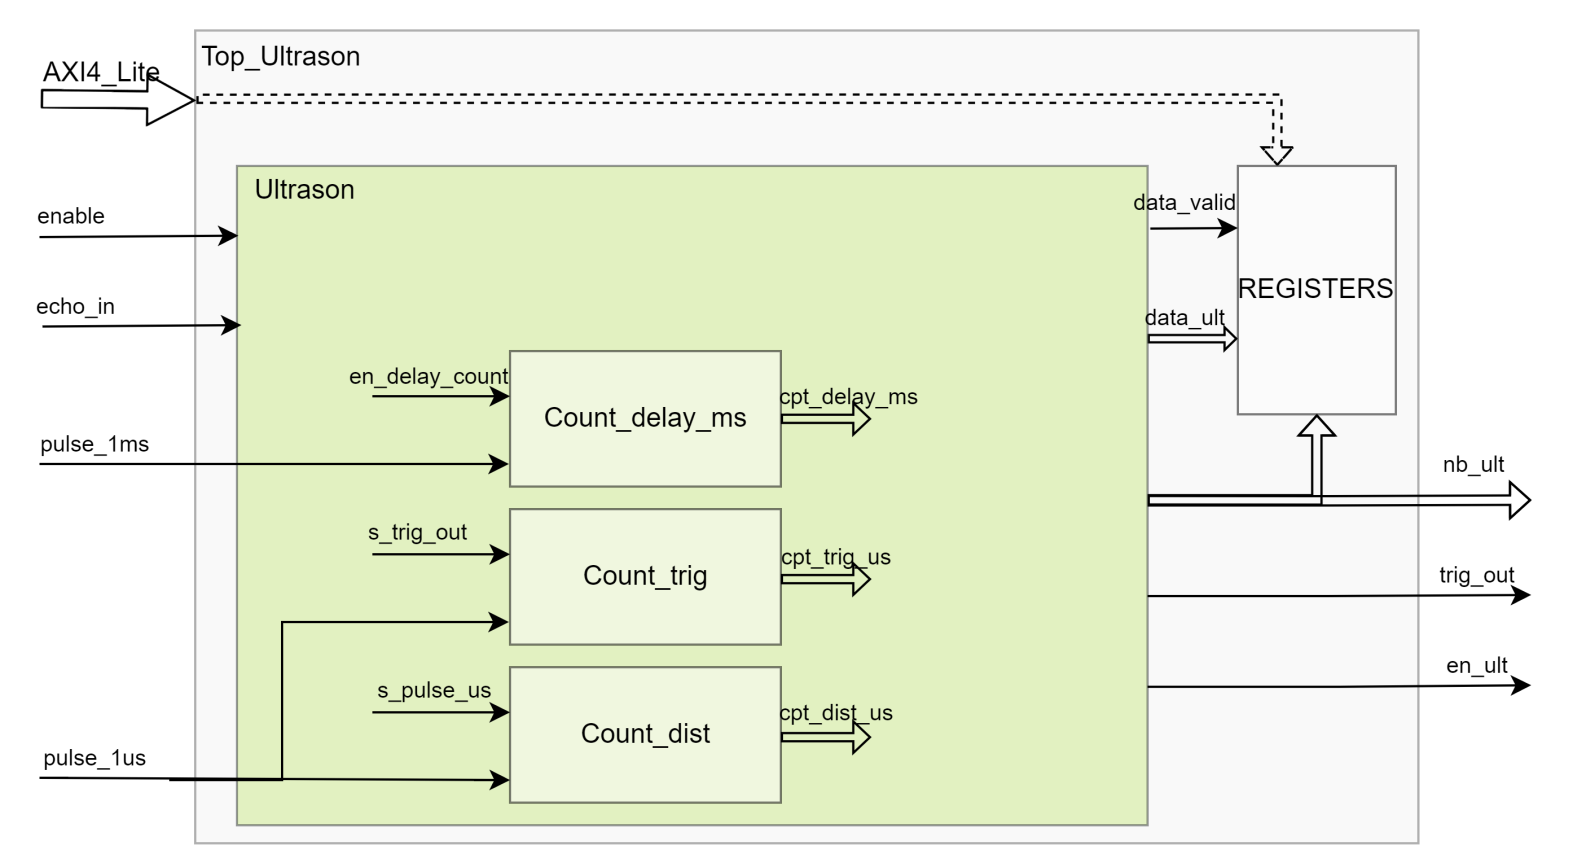 Top_Ultrason
AXI4_Lite
Ultrason
enable
data_valid
REGISTERS
echo_in
data_ult
en_delay_count
Count_delay_ms
cpt_delay_ms
pulse_1ms
nb_ult
s_trig_out
Count_trig
cpt_trig_us
trig_out
en_ult
s_pulse_us
Count_dist
cpt_dist_us
pulse_1us